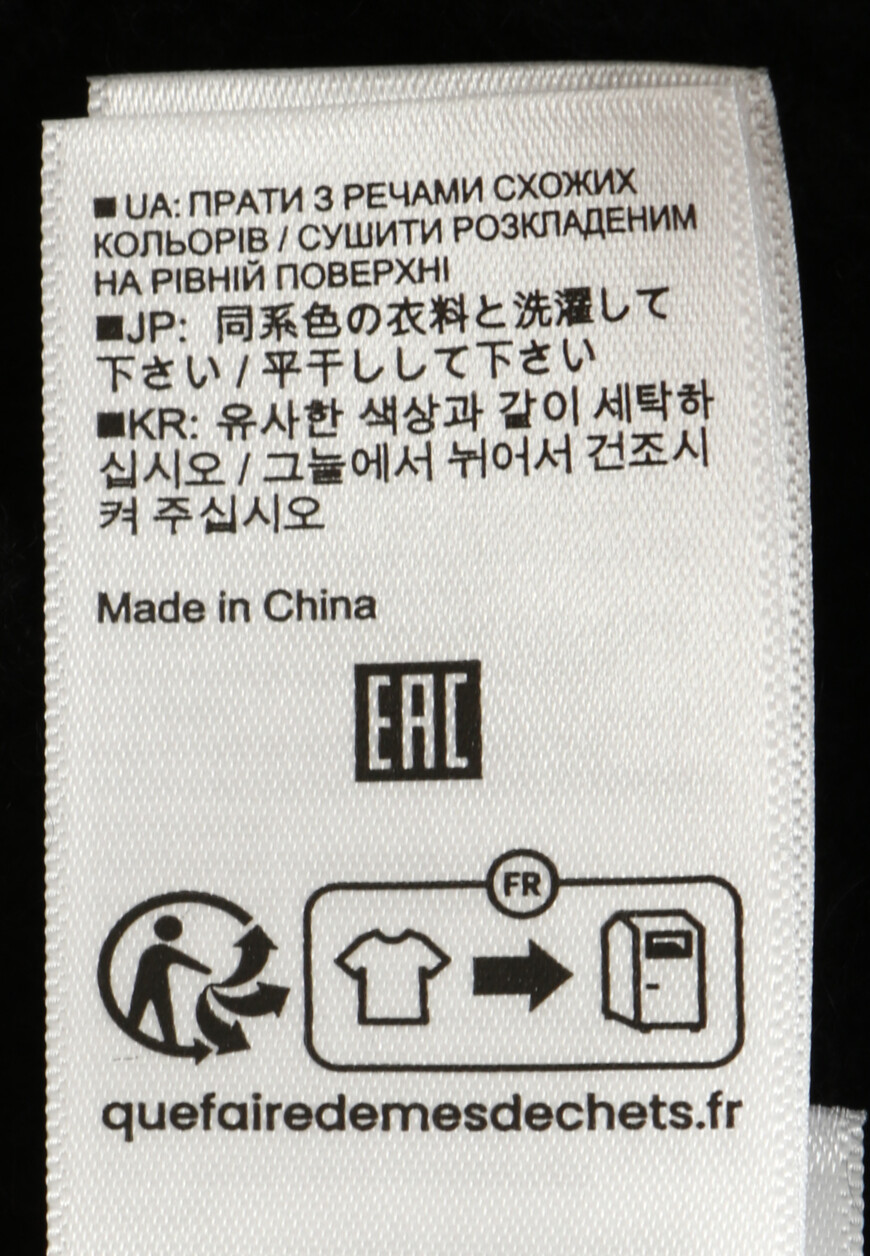 ■ UA: ПРАТИ З РЕЧАМИ СХОЖИХ
КОЛЬОРІВ / СУШИТИ РОЗКЛАДЕНИМ
НА РІВНІЙ ПОВЕРХНІ
■JP: 同系色の衣料と洗濯して
下さい / 平干しして下さい
■KR: 유사한 색상과 같이 세탁하
십시오 / 그늘에서 뉘어서 건조시
켜 주십시오
Made in China
EAC
FR
quefairedemesdechets.fr